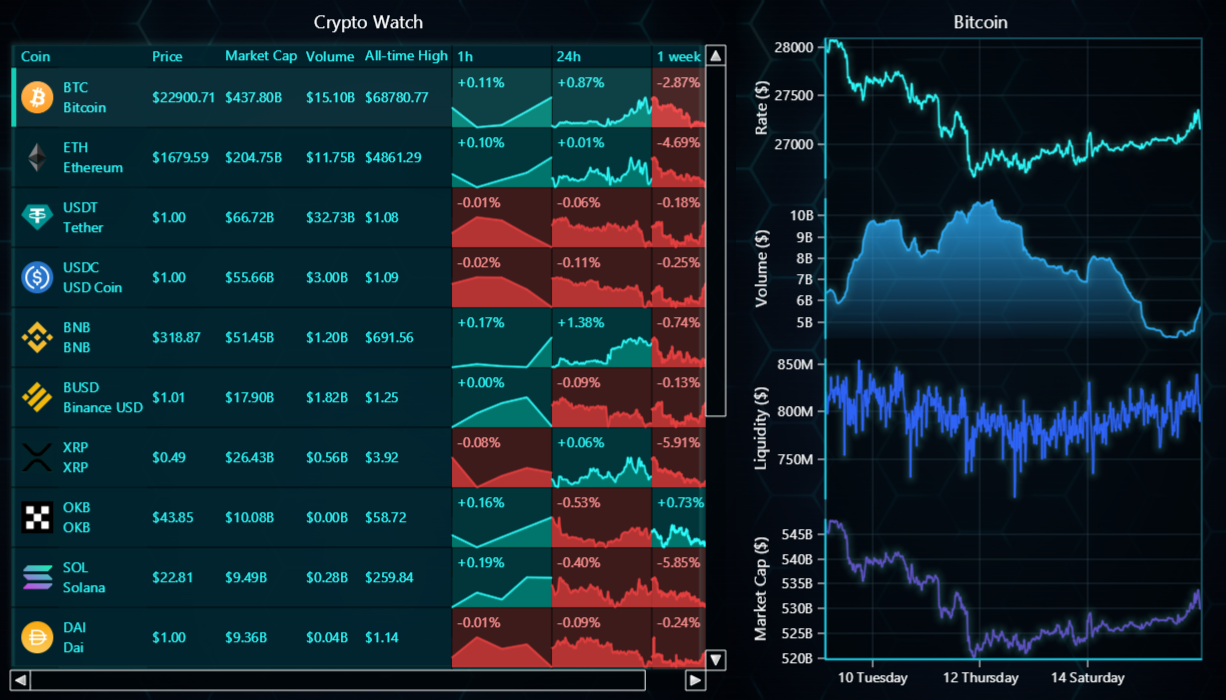 Crypto Watch
Coin Price Market Cap Volume All-time High 1h 24h 1 week
BTC
Bitcoin
$22900.71 $437.80B $15.10B $68780.77 +0.11% +0.87% -2.87%
ETH
Ethereum
$1679.59 $204.75B $11.75B $4861.29 +0.10% +0.01% -4.69%
USDT
Tether
$1.00 $66.72B $32.73B $1.08 -0.01% -0.06% -0.18%
USDC
USD Coin
$1.00 $55.66B $3.00B $1.09 -0.02% -0.11% -0.25%
BNB
BNB
$318.87 $51.45B $1.20B $691.56 +0.17% +1.38% -0.74%
BUSD
Binance USD
$1.01 $17.90B $1.82B $1.25 +0.00% -0.09% -0.13%
XRP
XRP
$0.49 $26.43B $0.56B $3.92 -0.08% +0.06% -5.91%
OKB
OKB
$43.85 $10.08B $0.00B $58.72 +0.16% -0.53% +0.73%
SOL
Solana
$22.81 $9.49B $0.28B $259.84 +0.19% -0.40% -5.85%
DAI
Dai
$1.00 $9.36B $0.04B $1.14 -0.01% -0.09% -0.24%
Bitcoin
Rate ($)
28000
27500
27000
Volume ($)
10B
9B
8B
7B
6B
5B
Liquidity ($)
850M
800M
750M
Market Cap ($)
545B
540B
535B
530B
525B
520B
10 Tuesday 12 Thursday 14 Saturday